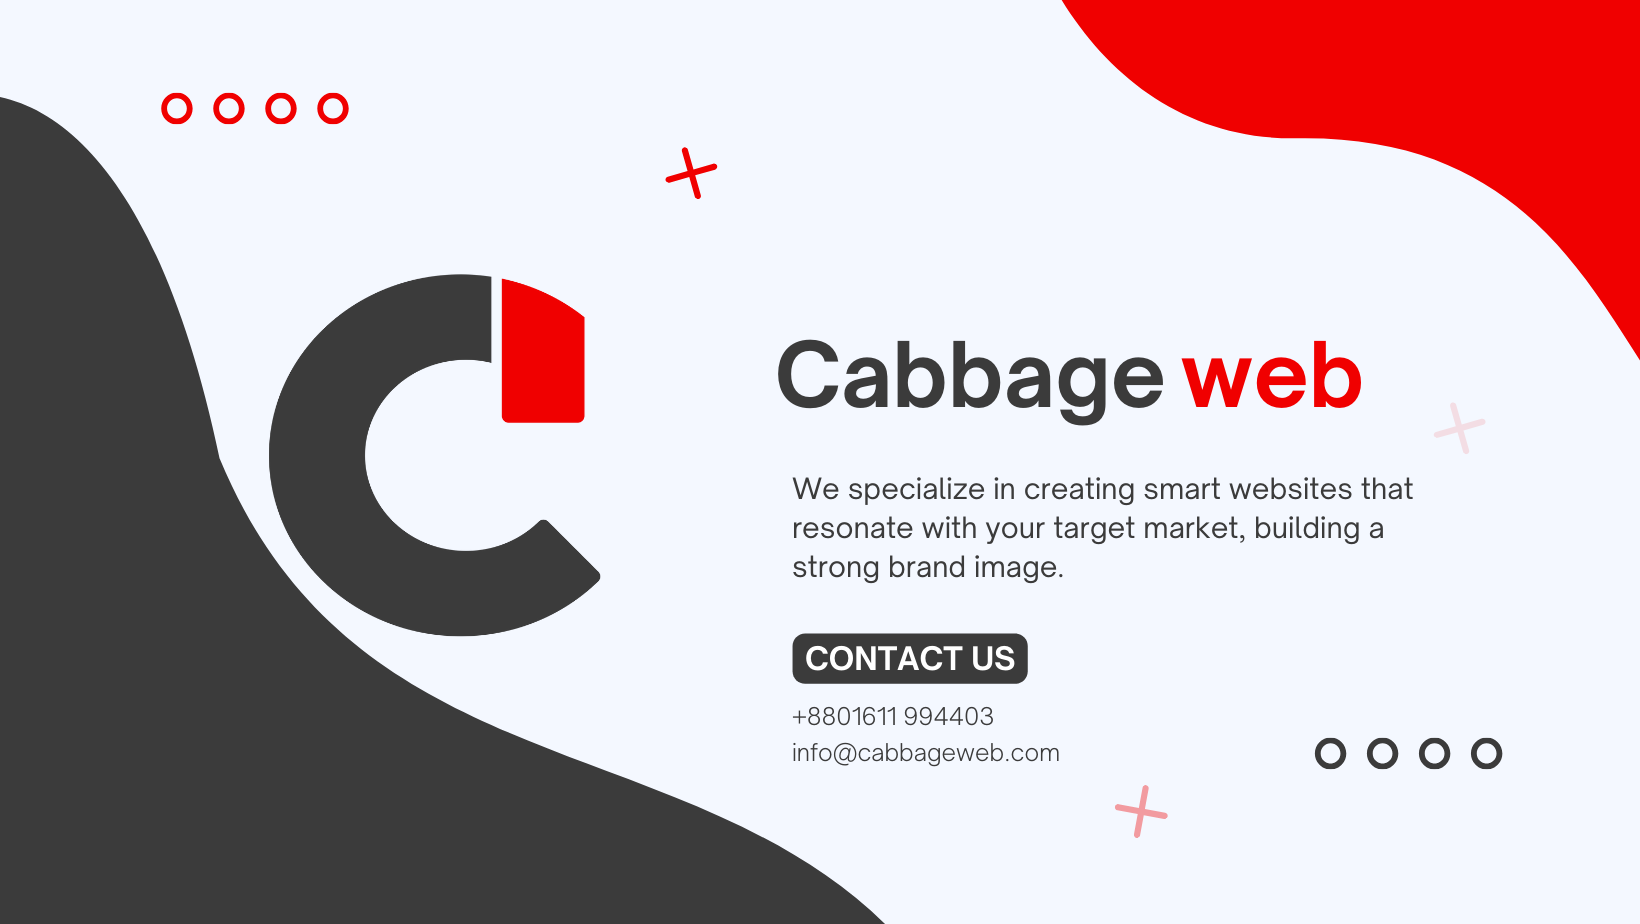 Cabbage web
We specialize in creating smart websites that
resonate with your target market, building a
strong brand image.
CONTACT US
+8801611 994403
info@cabbageweb.com